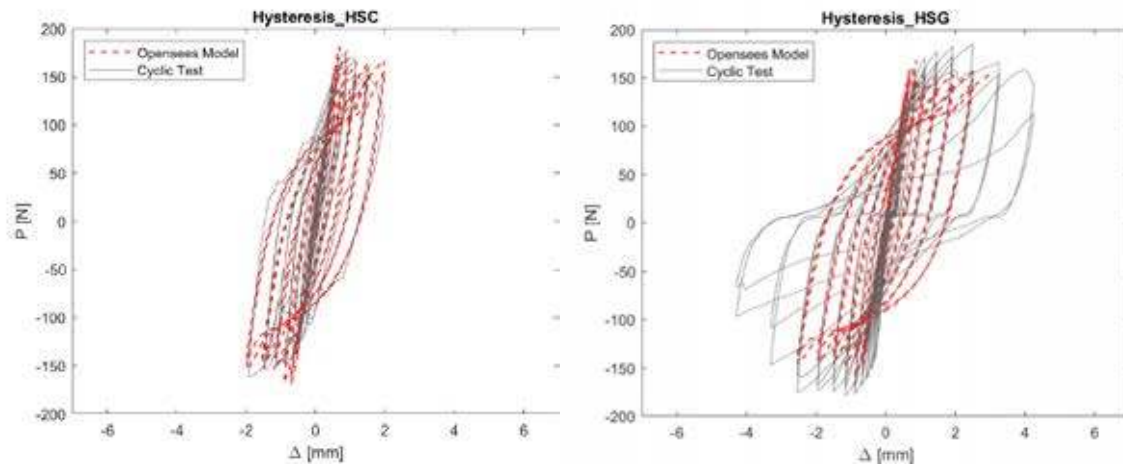 Hysteresis_HSC
200
150
100
50
0
-50
-100
-150
-200
P [N]
Opensees Model
Cyclic Test
-6 -4 -2 0 2 4 6
Δ [mm]
Hysteresis_HSG
200
150
100
50
0
-50
-100
-150
-200
P [N]
Opensees Model
Cyclic Test
-6 -4 -2 0 2 4 6
Δ [mm]